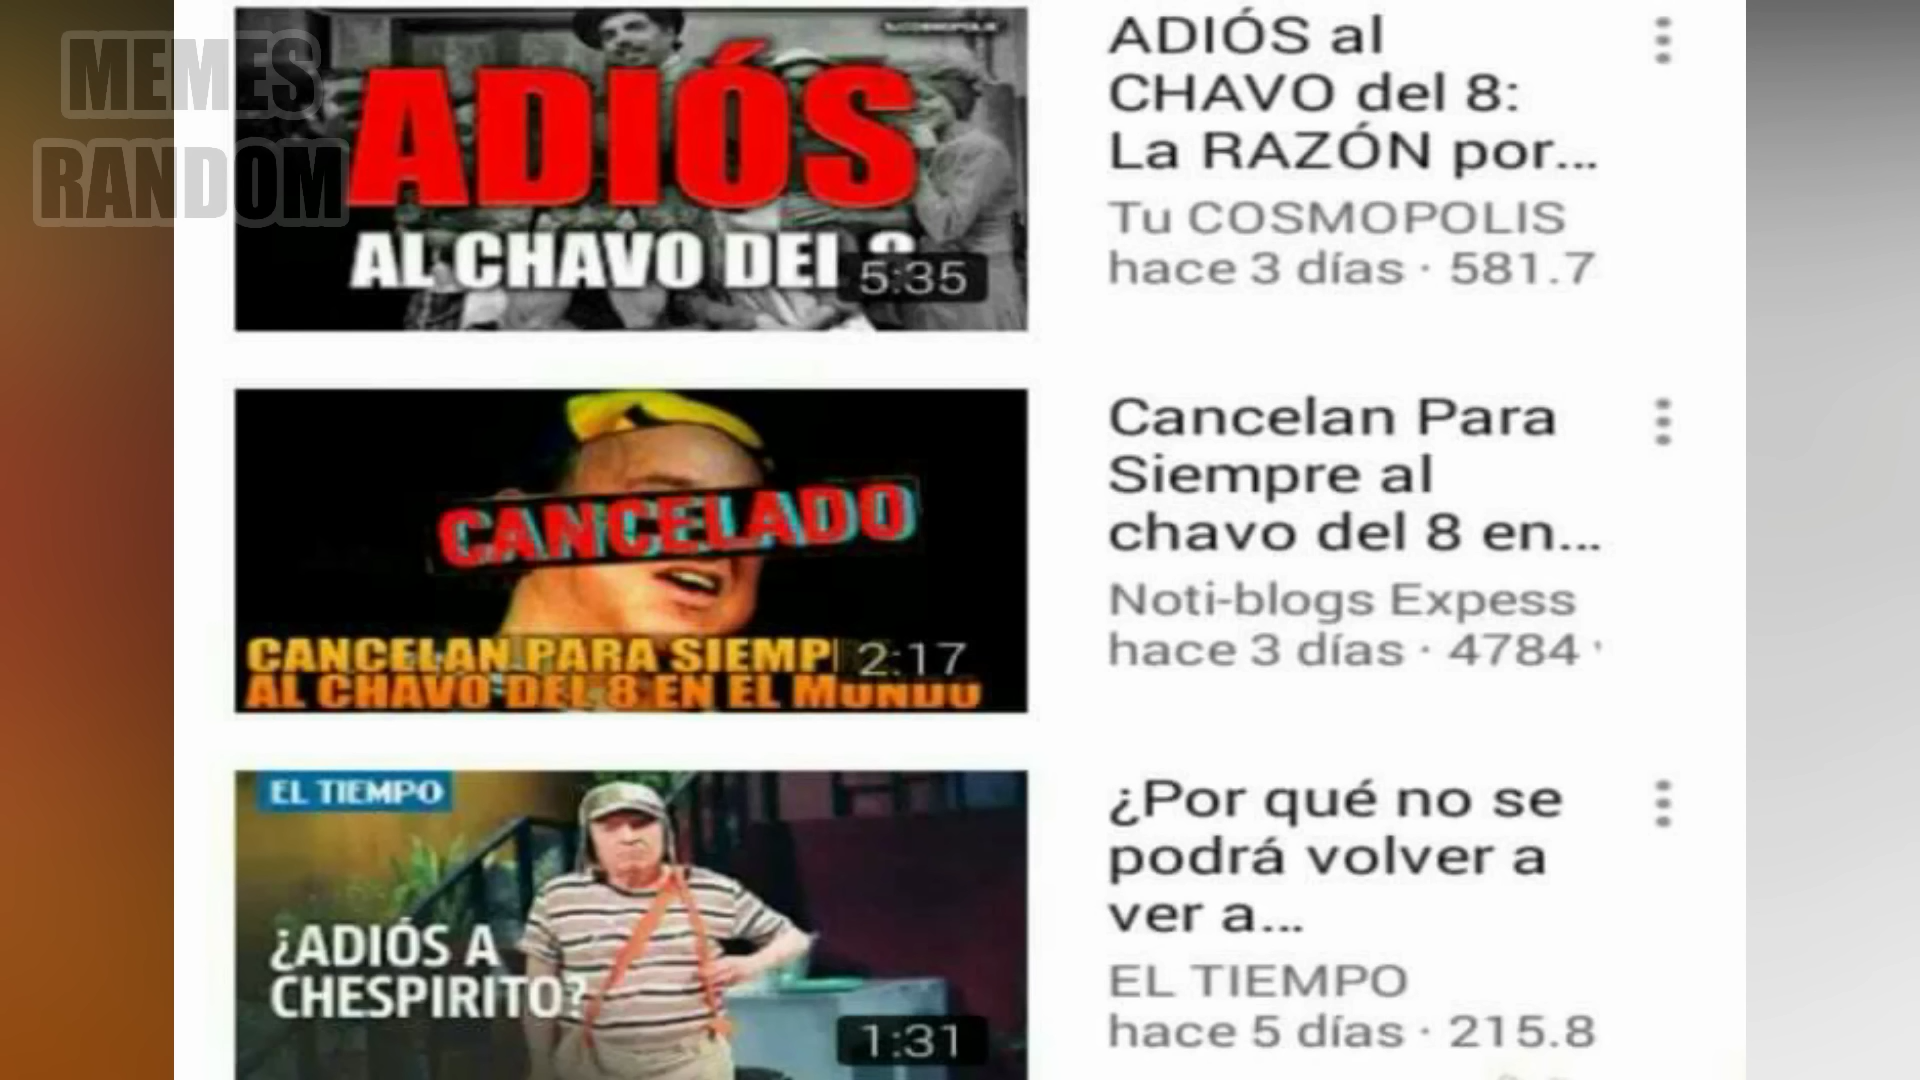 MEMES
RANDOM
TuCOSMOPOLIS
ADIÓS
AL CHAVO DEL 8
5:35
ADIÓS al
CHAVO del 8:
La RAZÓN por...
Tu COSMOPOLIS
hace 3 días · 581.7
CANCELADO
CANCELAN PARA SIEMP
AL CHAVO DEL 8 EN EL MUNDO
2:17
Cancelan Para
Siempre al
chavo del 8 en...
Noti-blogs Expess
hace 3 días · 4784
EL TIEMPO
¿ADIÓS A
CHESPIRITO?
1:31
¿Por qué no se
podrá volver a
ver a...
EL TIEMPO
hace 5 días · 215.8